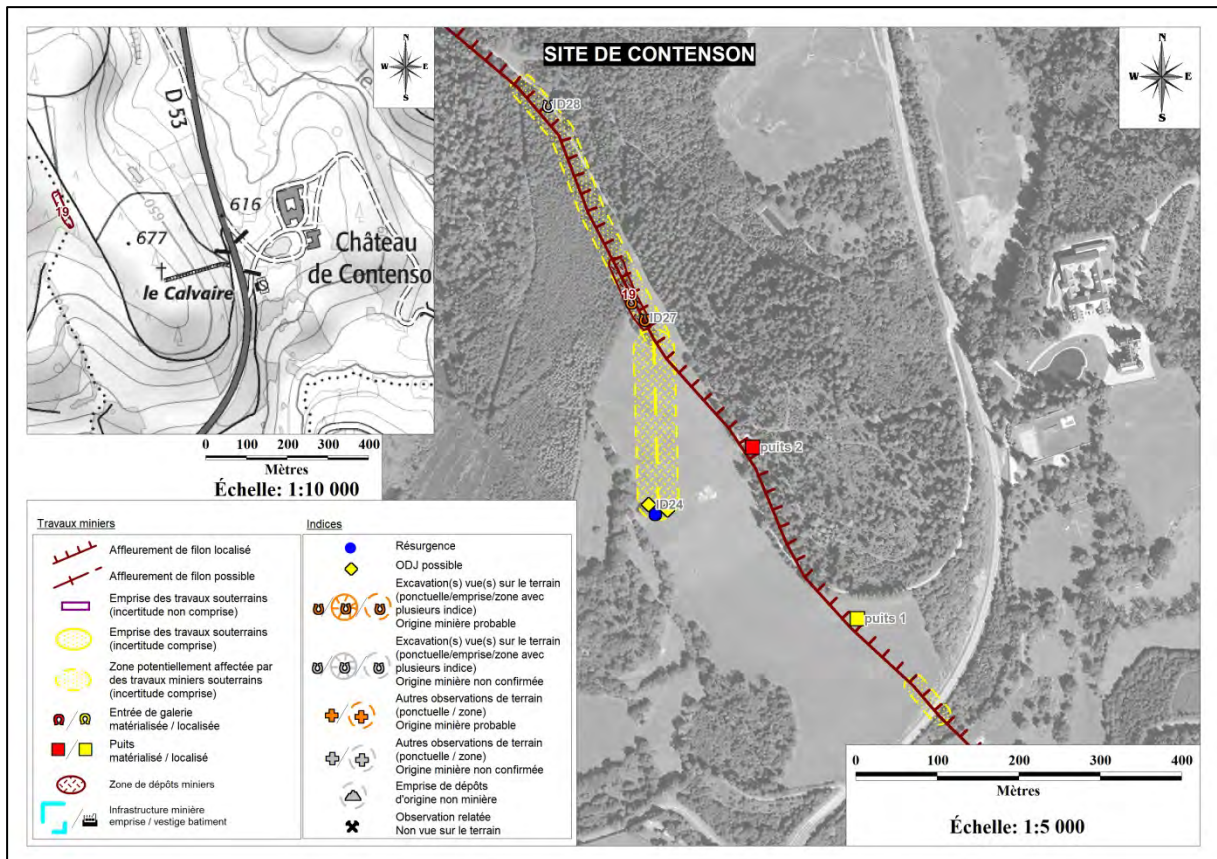 SITE DE CONTENSON
N
W E
S
N
W E
S
D 53
650
616
19
677
le Calvaire
Château
de Contenso
0 100 200 300 400
Mètres
Échelle: 1:10 000
ID28
19
ID27
puits 2
ID24
puits 1
Travaux miniers
Affleurement de filon localisé
Affleurement de filon possible
Emprise des travaux souterrains
(incertitude non comprise)
Emprise des travaux souterrains
(incertitude comprise)
Zone potentiellement affectée par
des travaux miniers souterrains
(incertitude comprise)
Entrée de galerie
matérialisée / localisée
Puits
matérialisé / localisé
Zone de dépôts miniers
Infrastructure minière
emprise / vestige batiment
Indices
Résurgence
ODJ possible
Excavation(s) vue(s) sur le terrain
(ponctuelle/emprise/zone avec
plusieurs indice)
Origine minière probable
Excavation(s) vue(s) sur le terrain
(ponctuelle/emprise/zone avec
plusieurs indice)
Origine minière non confirmée
Autres observations de terrain
(ponctuelle / zone)
Origine minière probable
Autres observations de terrain
(ponctuelle / zone)
Origine minière non confirmée
Emprise de dépôts
d'origine non minière
Observation relatée
Non vue sur le terrain
0 100 200 300 400
Mètres
Échelle: 1:5 000